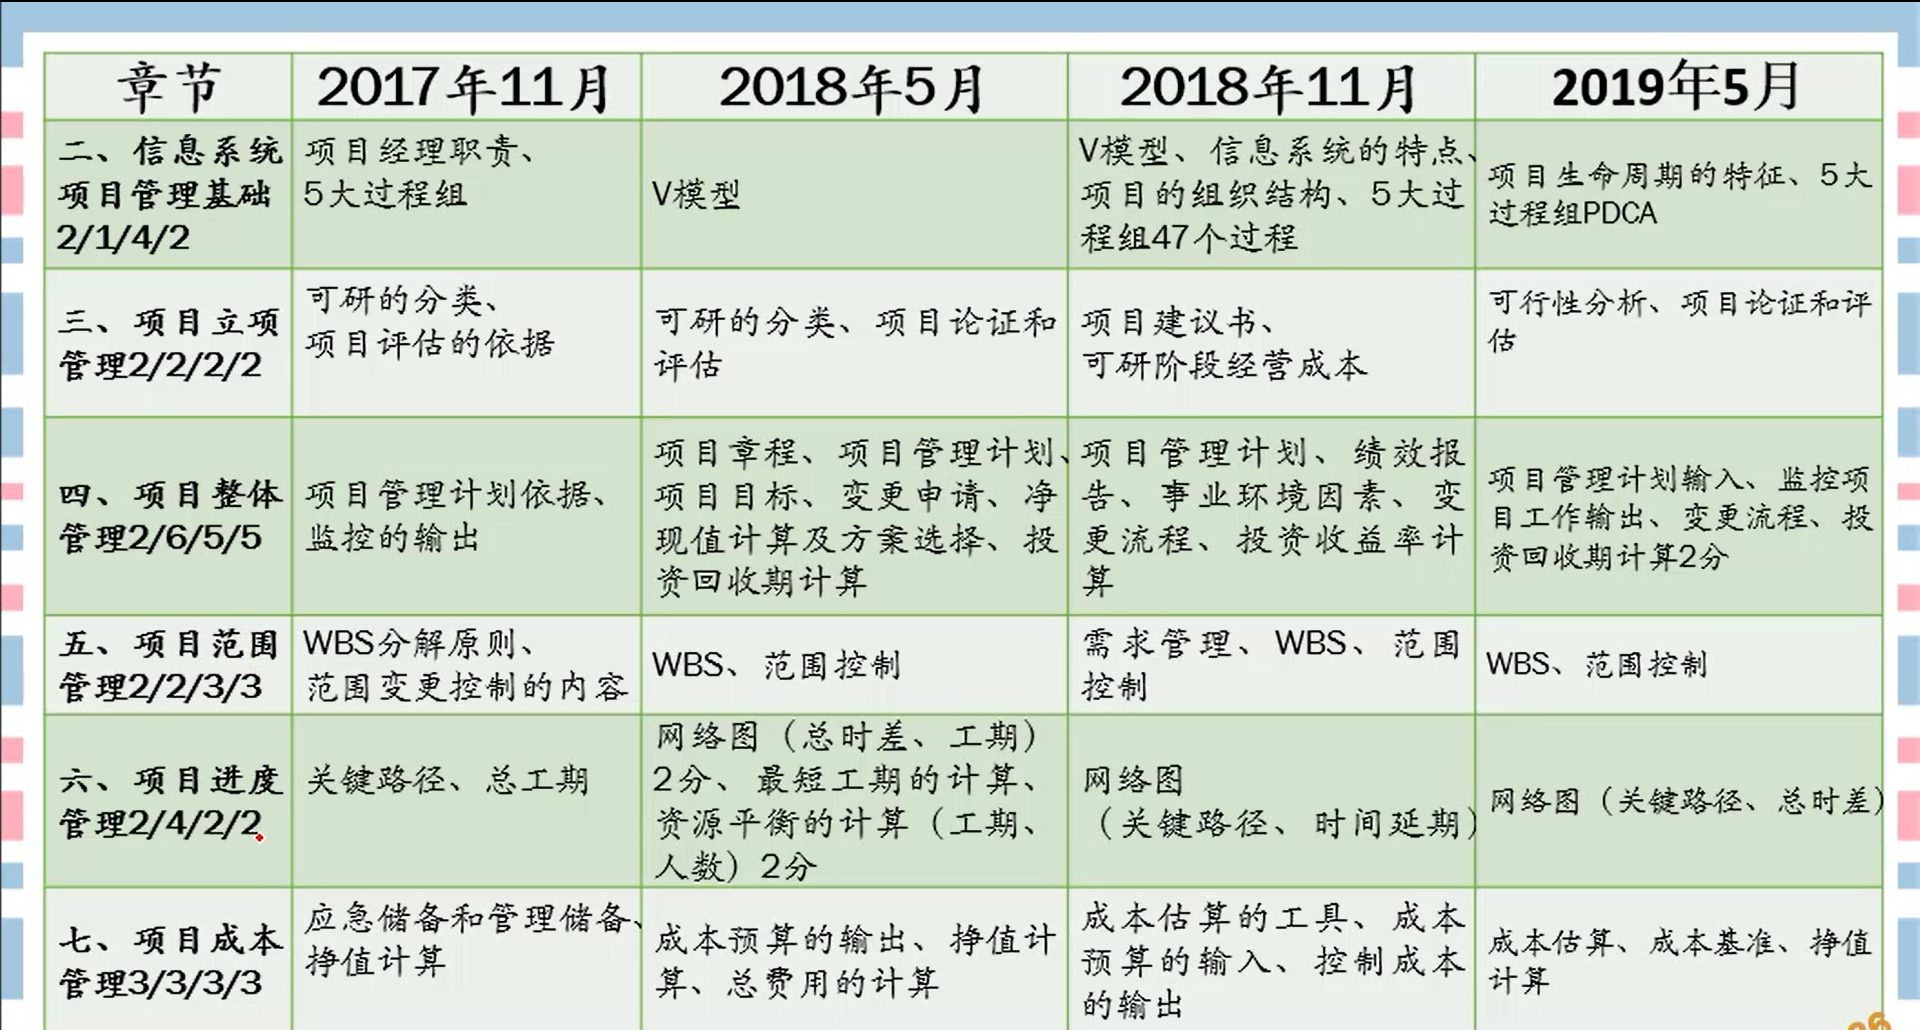 章节
2017年11月
2018年5月
2018年11月
2019年5月
二、信息系统
项目管理基础
2/1/4/2
项目经理职责、
5大过程组
V模型
V模型、信息系统的特点、
项目的组织结构、5大过
程组47个过程
项目生命周期的特征、5大
过程组PDCA
三、项目立项
管理2/2/2/2
可研的分类、
项目评估的依据
可研的分类、项目论证和
评估
项目建议书、
可研阶段经营成本
可行性分析、项目论证和评
估
四、项目整体
管理2/6/5/5
项目管理计划依据、
监控的输出
项目章程、项目管理计划、
项目目标、变更申请、净
现值计算及方案选择、投
资回收期计算
项目管理计划、绩效报
告、事业环境因素、变
更流程、投资收益率计
算
项目管理计划输入、监控项
目工作输出、变更流程、投
资回收期计算2分
五、项目范围
管理2/2/3/3
WBS分解原则、
范围变更控制的内容
WBS、范围控制
需求管理、WBS、范围
控制
WBS、范围控制
六、项目进度
管理2/4/2/2
关键路径、总工期
网络图（总时差、工期）
2分、最短工期的计算、
资源平衡的计算（工期、
人数）2分
网络图
（关键路径、时间延期）
网络图（关键路径、总时差）
七、项目成本
管理3/3/3/3
应急储备和管理储备、
挣值计算
成本预算的输出、挣值计
算、总费用的计算
成本估算的工具、成本
预算的输入、控制成本
的输出
成本估算、成本基准、挣值
计算